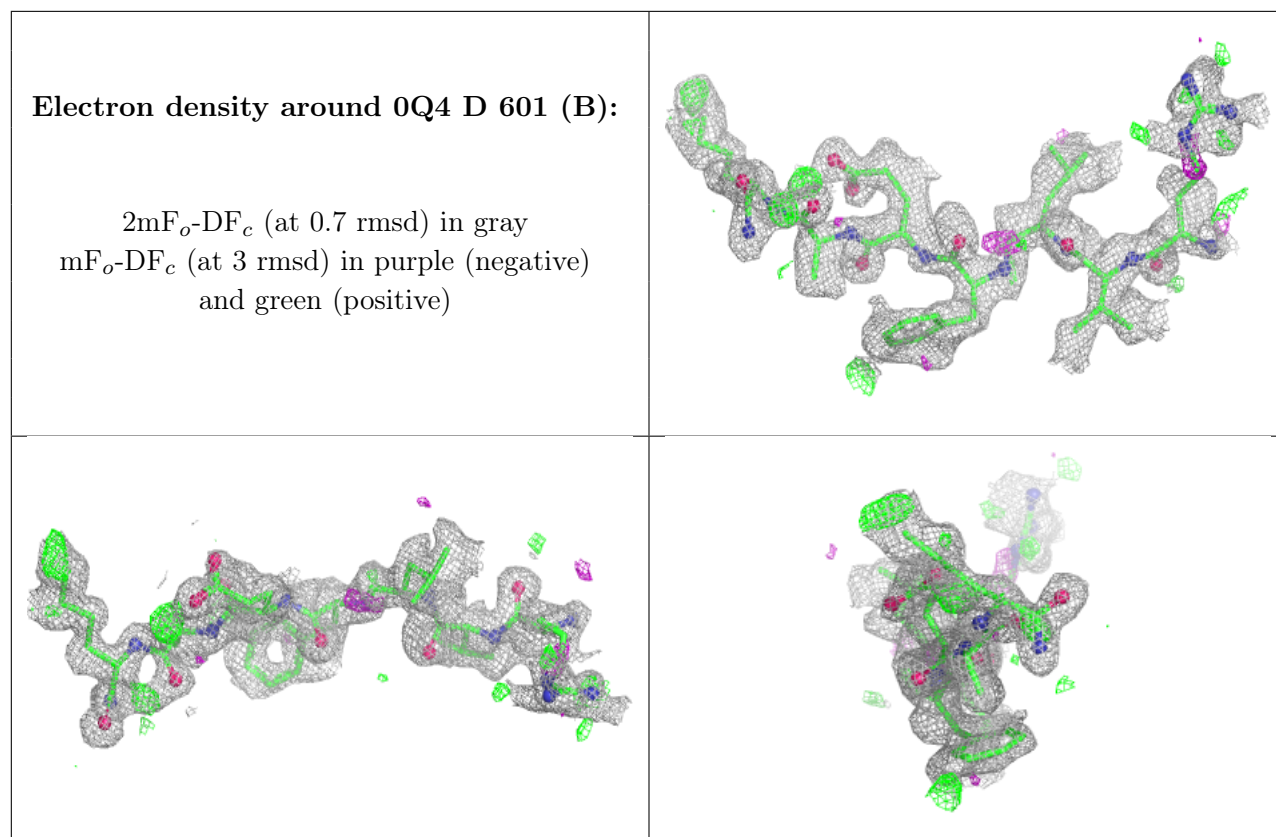 Electron density around 0Q4 D 601 (B):
2mFₒ-DF𝒸 (at 0.7 rmsd) in gray
mFₒ-DF𝒸 (at 3 rmsd) in purple (negative)
and green (positive)